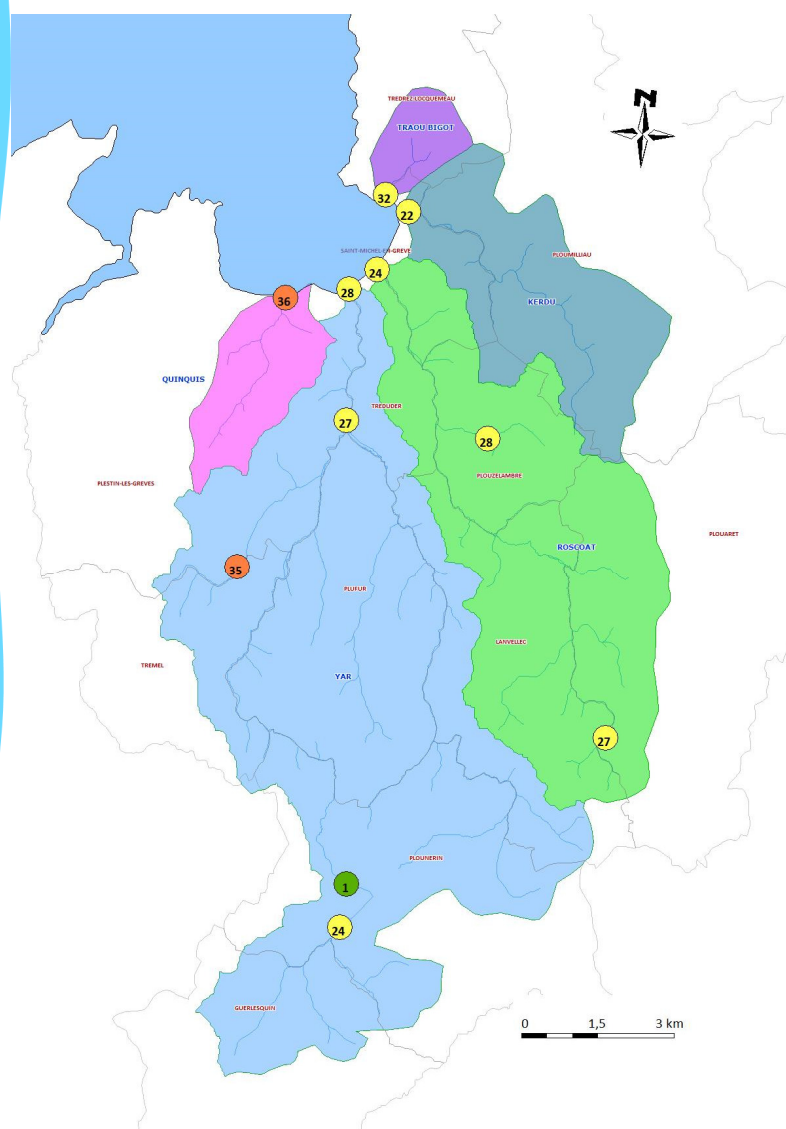 N
TREDREZ-LOCQUEMEAU
TRAOU BIGOT
32
22
SAINT-MICHEL-EN-GREVE
PLOUMILLIAU
24
28
36
KERDU
QUINQUIS
TREDUDER
27
28
PLOUZELAMBRE
PLESTIN-LES-GREVES
PLOUARET
ROSCOAT
35
PLUFUR
LANVELLEC
TREMEL
YAR
27
PLOUNERIN
1
24
GUERLESQUIN
0 1,5 3 km